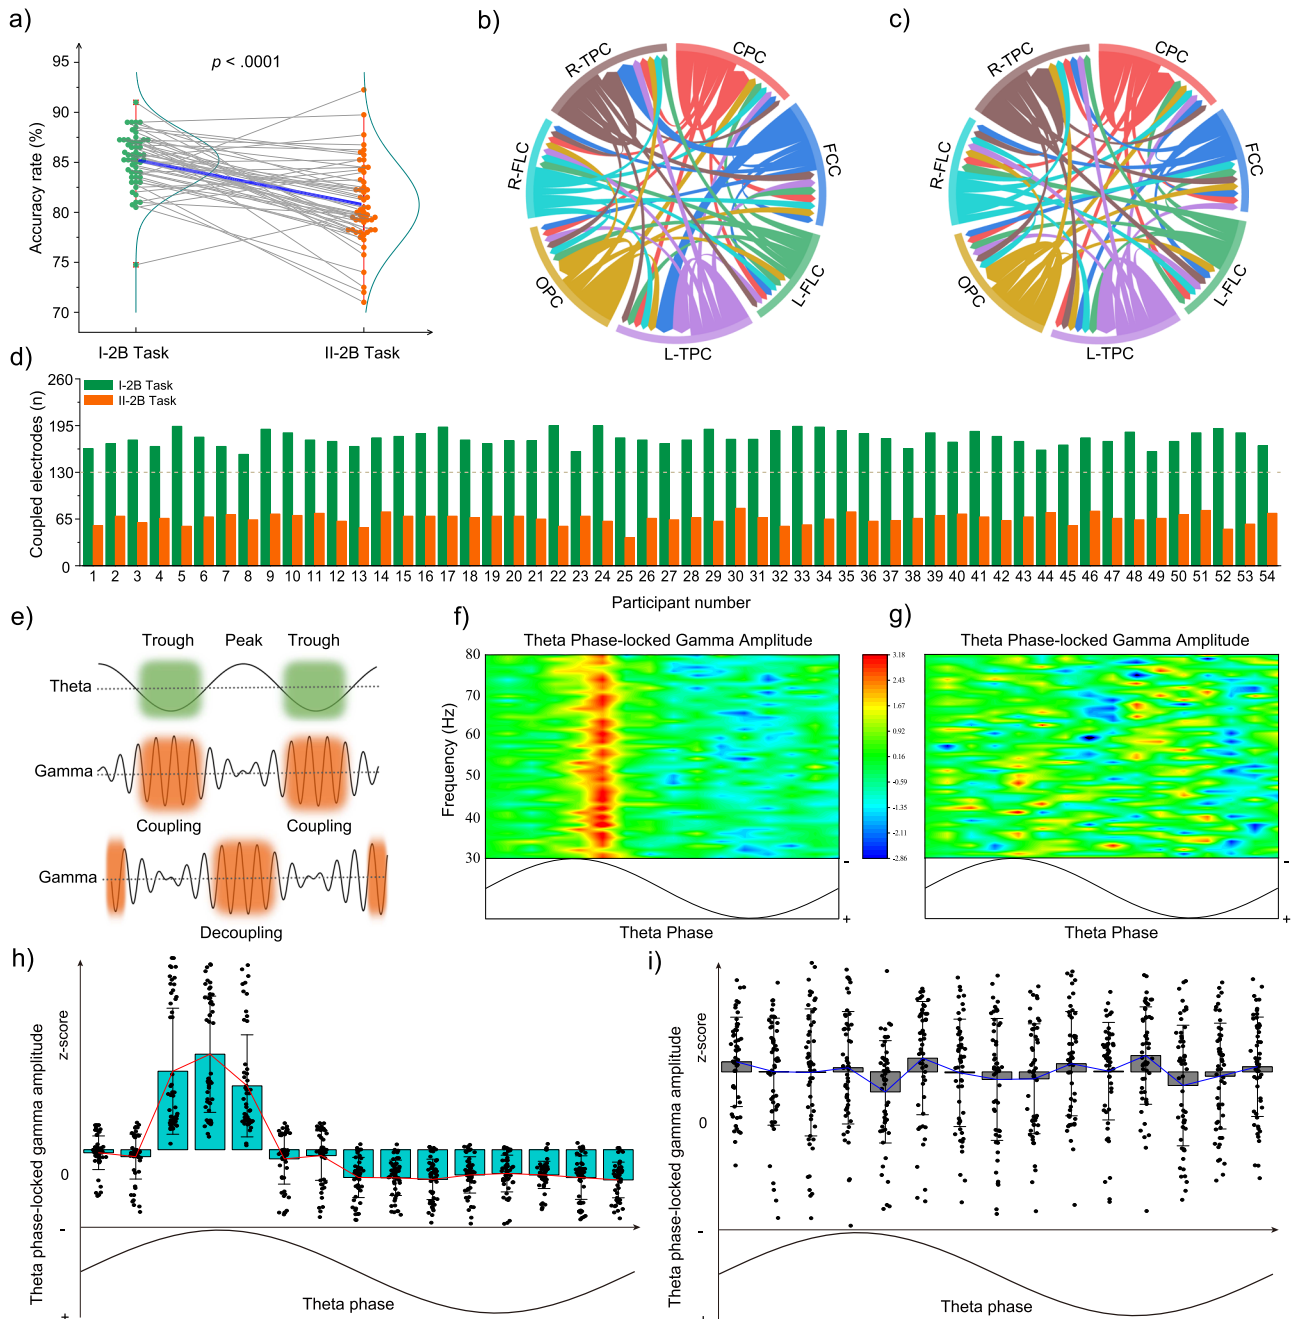 a)
p < .0001
Accuracy rate (%)
95
90
85
80
75
70
I-2B Task
II-2B Task
b)
R-TPC
CPC
FCC
L-FLC
L-TPC
OPC
R-FLC
c)
R-TPC
CPC
FCC
L-FLC
L-TPC
OPC
R-FLC
d)
Coupled electrodes (n)
260
195
130
65
0
I-2B Task
II-2B Task
1 2 3 4 5 6 7 8 9 10 11 12 13 14 15 16 17 18 19 20 21 22 23 24 25 26 27 28 29 30 31 32 33 34 35 36 37 38 39 40 41 42 43 44 45 46 47 48 49 50 51 52 53 54
Participant number
e)
Trough Peak Trough
Theta
Gamma
Coupling Coupling
Gamma
Decoupling
f)
Theta Phase-locked Gamma Amplitude
Frequency (Hz)
80
70
60
50
40
30
-
+
Theta Phase
3.18
2.43
1.67
0.92
0.16
-0.59
-1.35
-2.11
-2.86
g)
Theta Phase-locked Gamma Amplitude
-
+
Theta Phase
h)
Theta phase-locked gamma amplitude
z-score
0
-
+
Theta phase
i)
Theta phase-locked gamma amplitude
z-score
0
-
+
Theta phase